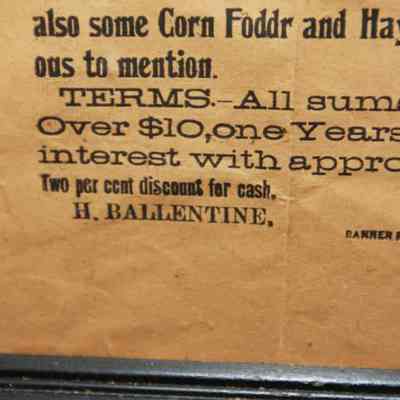 also some Corn Foddr and Hay
ous to mention.
TERMS.—All sums
Over $10, one Years
interest with appro
Two per cent discount for cash.
H. BALLENTINE.
BANNER